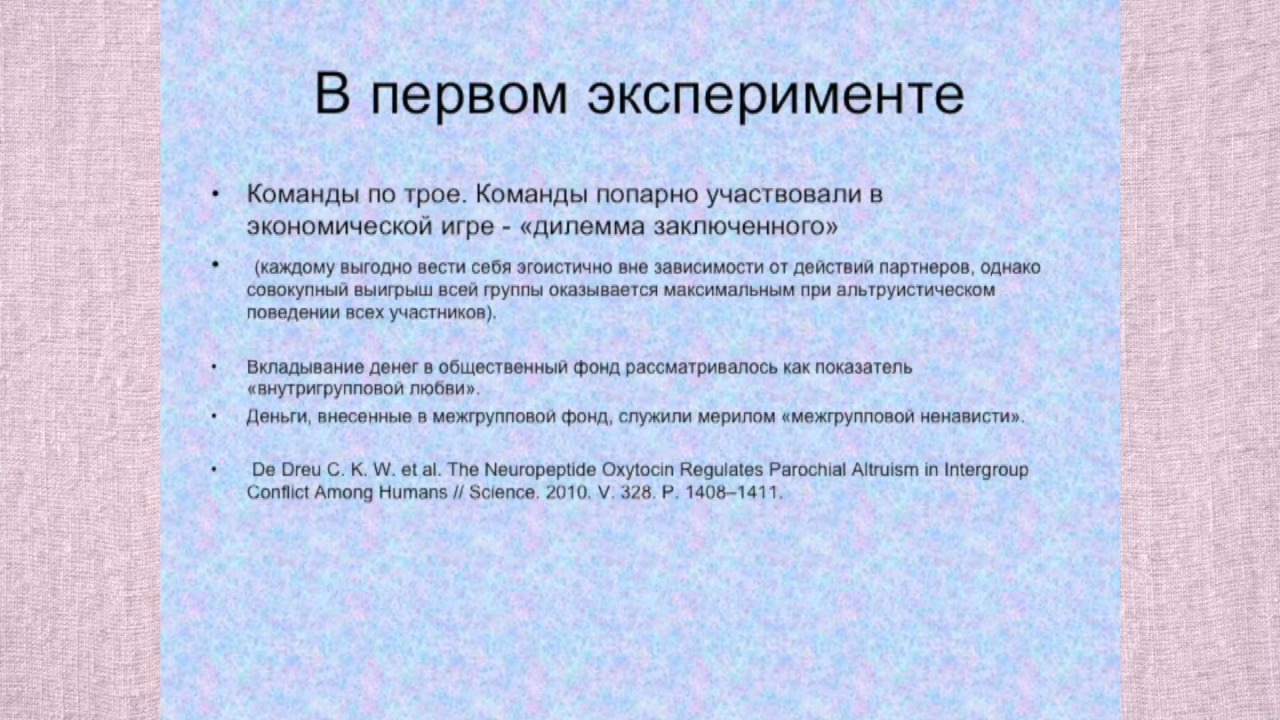 В первом эксперименте
• Команды по трое. Команды попарно участвовали в
экономической игре - «дилемма заключенного»
• (каждому выгодно вести себя эгоистично вне зависимости от действий партнеров, однако
совокупный выигрыш всей группы оказывается максимальным при альтруистическом
поведении всех участников).
• Вкладывание денег в общественный фонд рассматривалось как показатель
«внутригрупповой любви».
• Деньги, внесенные в межгрупповой фонд, служили мерилом «межгрупповой ненависти».
• De Dreu C. K. W. et al. The Neuropeptide Oxytocin Regulates Parochial Altruism in Intergroup
Conflict Among Humans // Science. 2010. V. 328. P. 1408–1411.